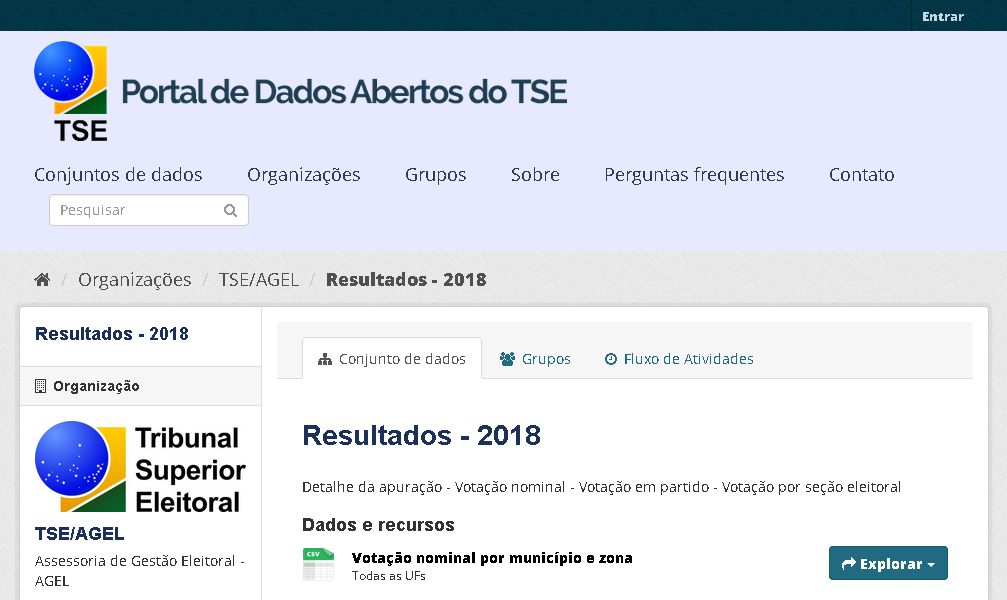 Entrar
TSE
Portal de Dados Abertos do TSE
Conjuntos de dados Organizações Grupos Sobre Perguntas frequentes Contato
Pesquisar
/ Organizações / TSE/AGEL / Resultados - 2018
Resultados - 2018
Organização
Tribunal
Superior
Eleitoral
TSE/AGEL
Assessoria de Gestão Eleitoral -
AGEL
Conjunto de dados Grupos Fluxo de Atividades
Resultados - 2018
Detalhe da apuração - Votação nominal - Votação em partido - Votação por seção eleitoral
Dados e recursos
CSV
Votação nominal por município e zona
Todas as UFs
Explorar